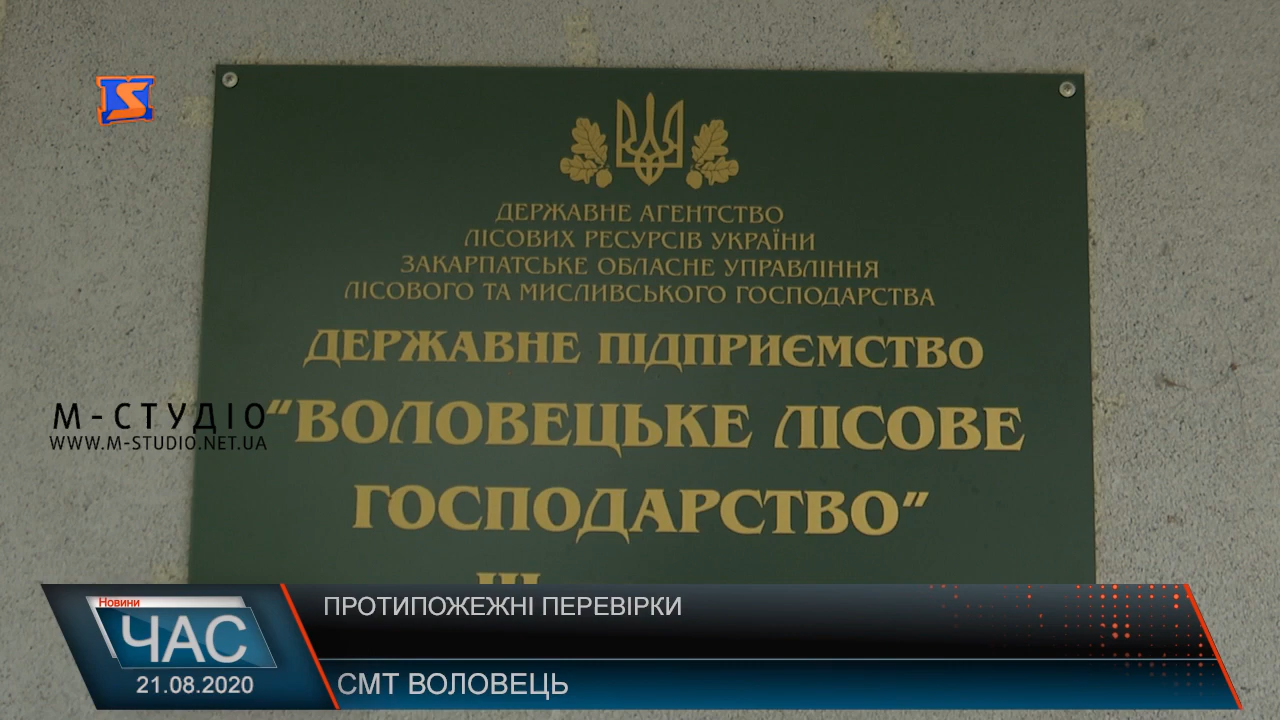 ДЕРЖАВНЕ АГЕНТСТВО
ЛІСОВИХ РЕСУРСІВ УКРАЇНИ
ЗАКАРПАТСЬКЕ ОБЛАСНЕ УПРАВЛІННЯ
ЛІСОВОГО ТА МИСЛИВСЬКОГО ГОСПОДАРСТВА
ДЕРЖАВНЕ ПІДПРИЄМСТВО
"ВОЛОВЕЦЬКЕ ЛІСОВЕ
ГОСПОДАРСТВО"
М-СТУДІО
WWW.M-STUDIO.NET.UA
Новини
ЧАС
21.08.2020
ПРОТИПОЖЕЖНІ ПЕРЕВІРКИ
СМТ ВОЛОВЕЦЬ